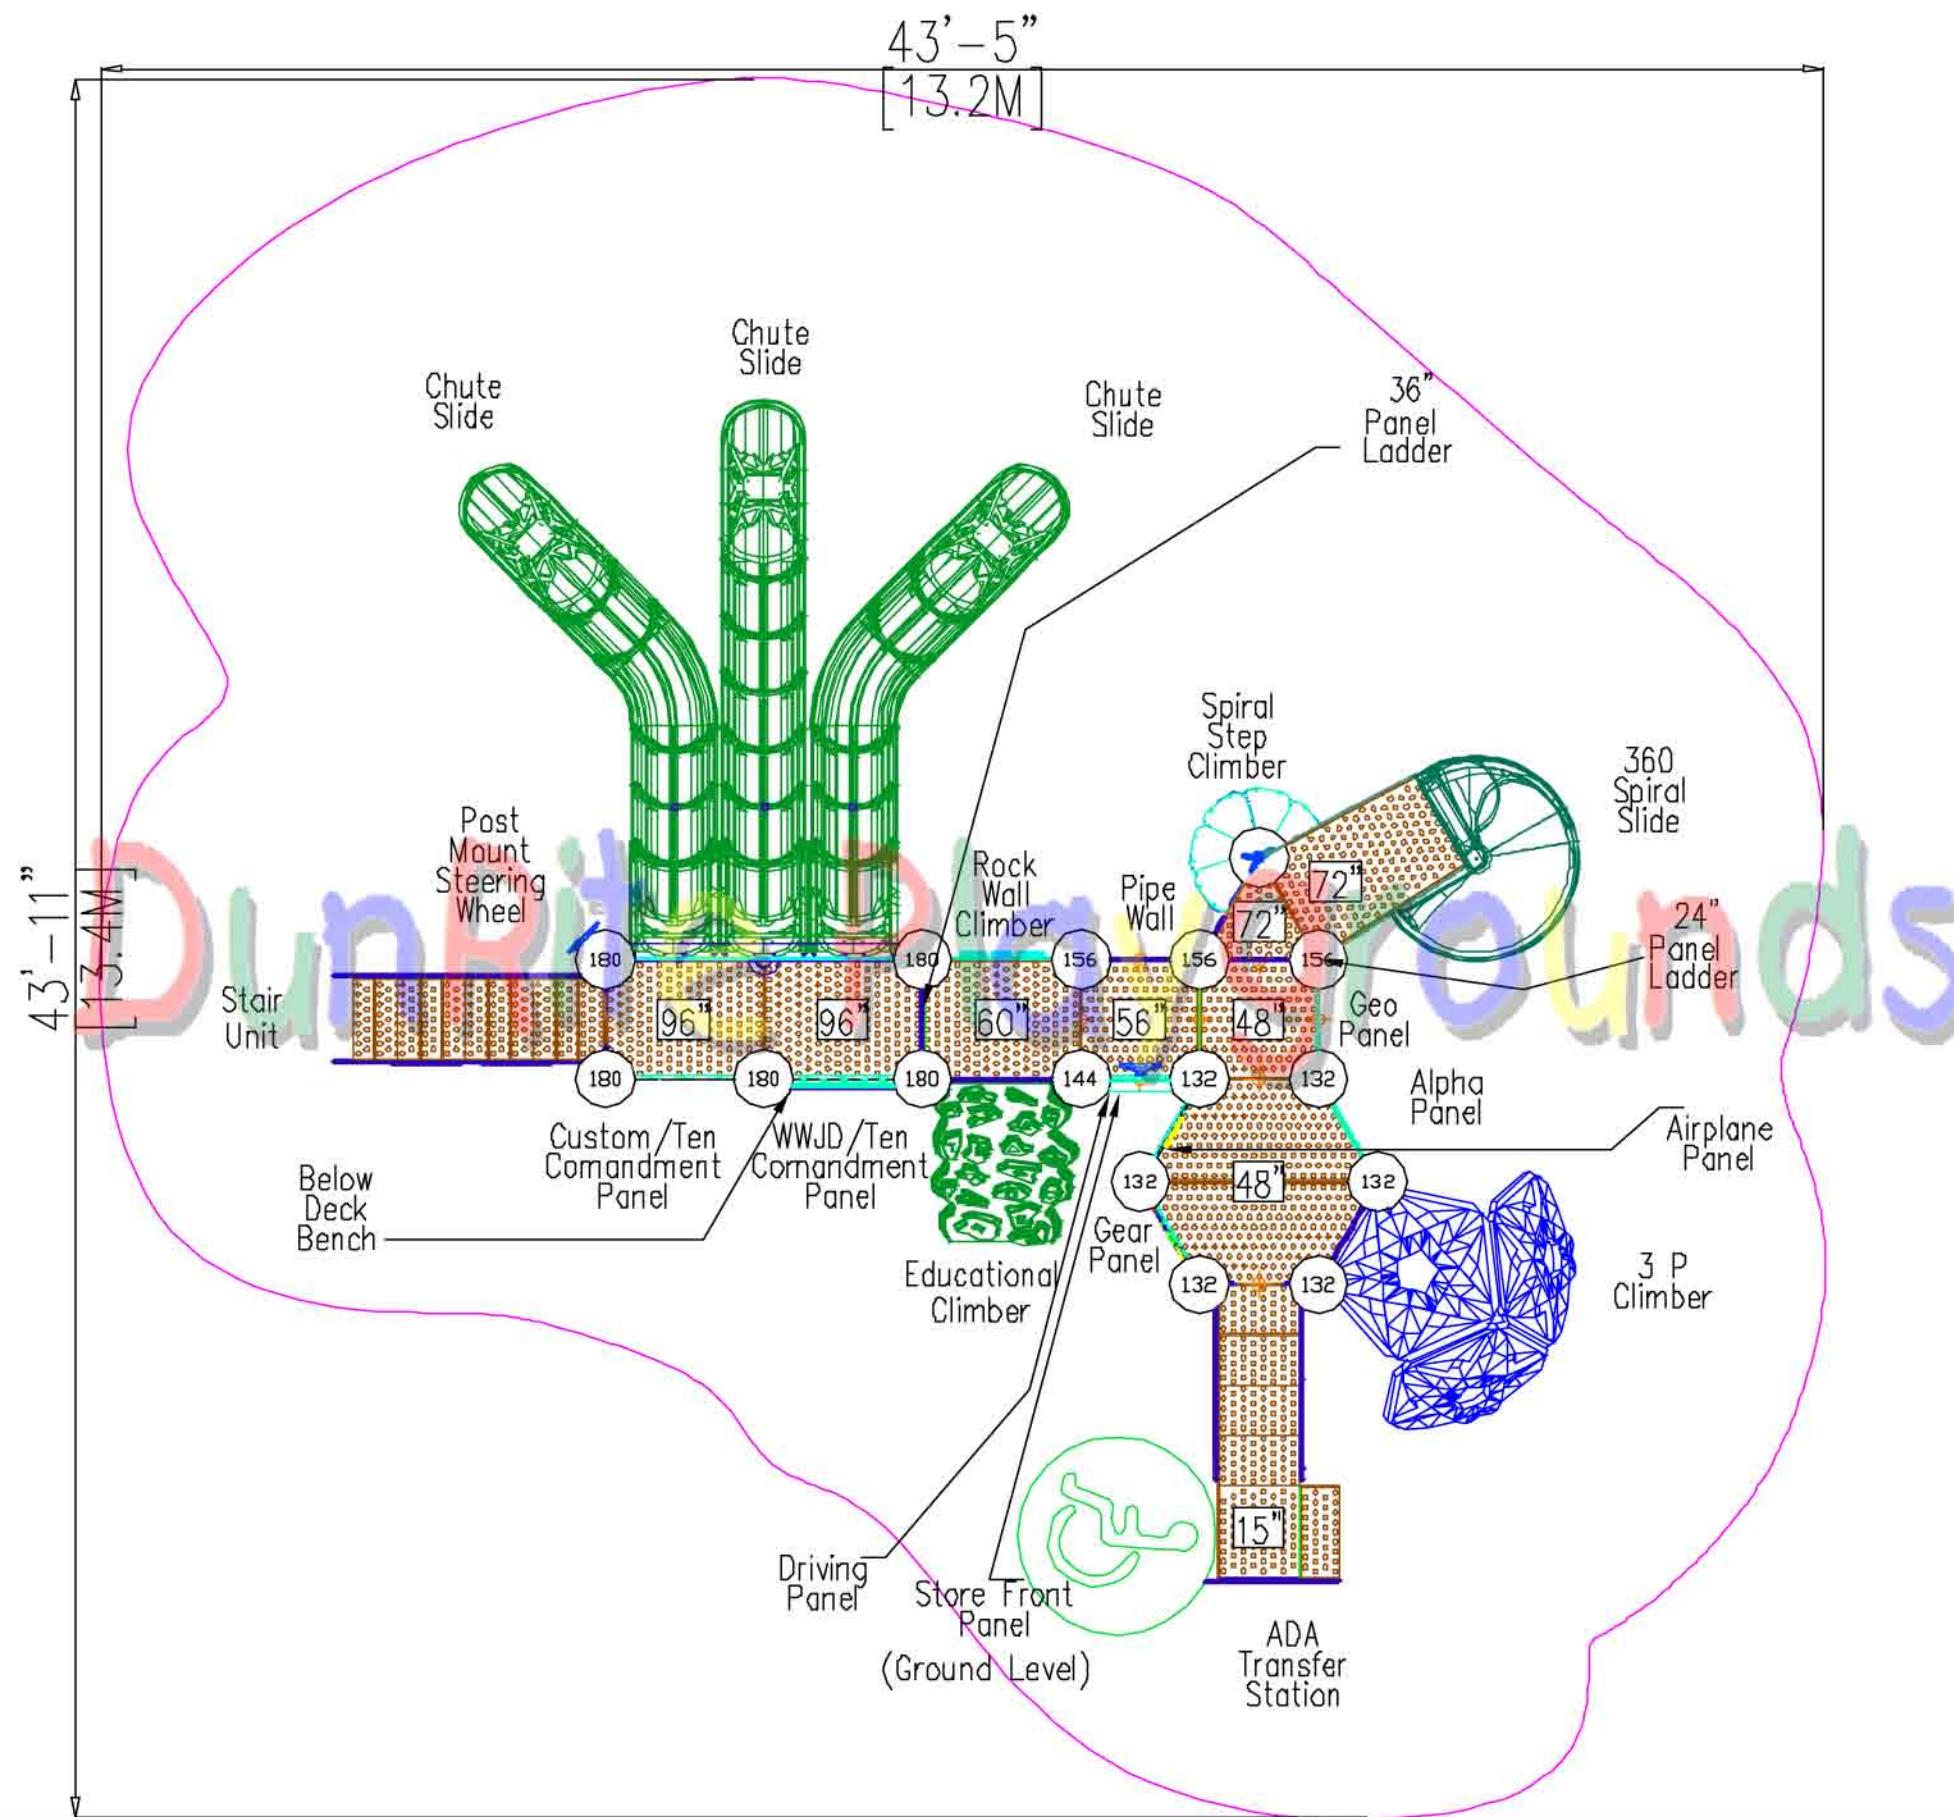 43'-5"
[13.2M]
43'-11"
[13.4M]
Chute
Slide
Chute
Slide
Chute
Slide
36"
Panel
Ladder
Spiral
Step
Climber
360
Spiral
Slide
Post
Mount
Steering
Wheel
Rock
Wall
Climber
Pipe
Wall
72"
72"
24"
Panel
Ladder
DunRite Playgrounds
180
180
156
156
156
Stair
Unit
96"
96"
60"
56"
48"
Geo
Panel
180
180
180
144
132
132
Alpha
Panel
Airplane
Panel
Custom/Ten
Comandment
Panel
WWJD/Ten
Comandment
Panel
Below
Deck
Bench
132
48"
132
Gear
Panel
Educational
Climber
132
132
3 P
Climber
15"
Driving
Panel
Store Front
Panel
(Ground Level)
ADA
Transfer
Station